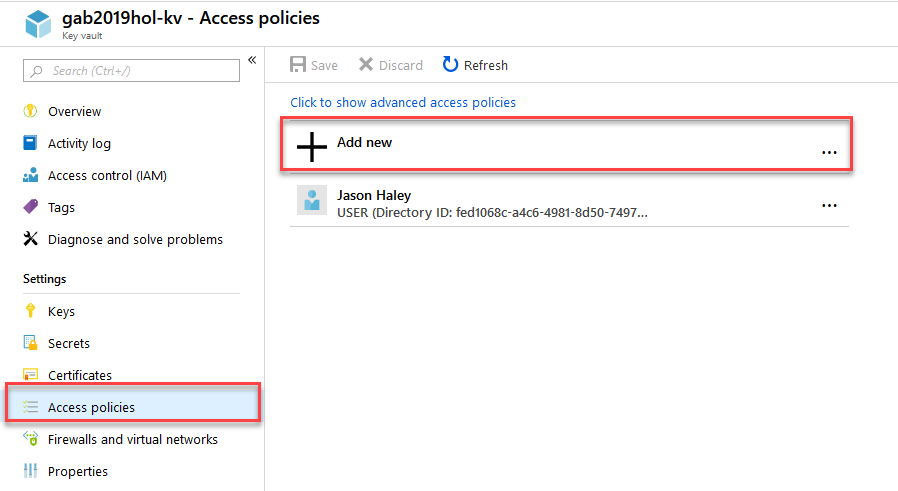 gab2019hol-kv - Access policies
Key vault
Search (Ctrl+/)
«
Overview
Activity log
Access control (IAM)
Tags
Diagnose and solve problems
Settings
Keys
Secrets
Certificates
Access policies
Firewalls and virtual networks
Properties
Save Discard Refresh
Click to show advanced access policies
Add new
...
Jason Haley
USER (Directory ID: fed1068c-a4c6-4981-8d50-7497...
...